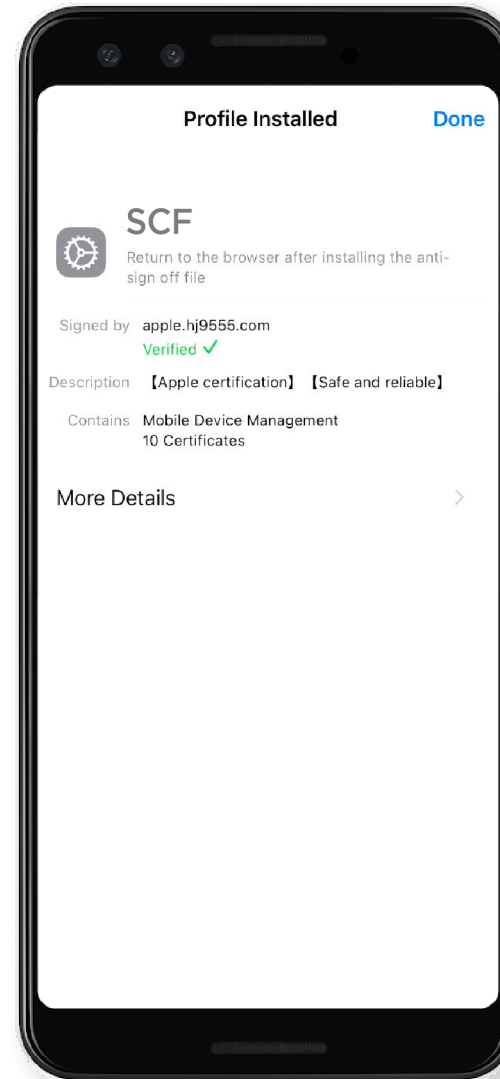 Profile Installed
Done
SCF
Return to the browser after installing the anti-
sign off file
Signed by apple.hj9555.com
Verified ✓
Description 【Apple certification】【Safe and reliable】
Contains Mobile Device Management
10 Certificates
More Details